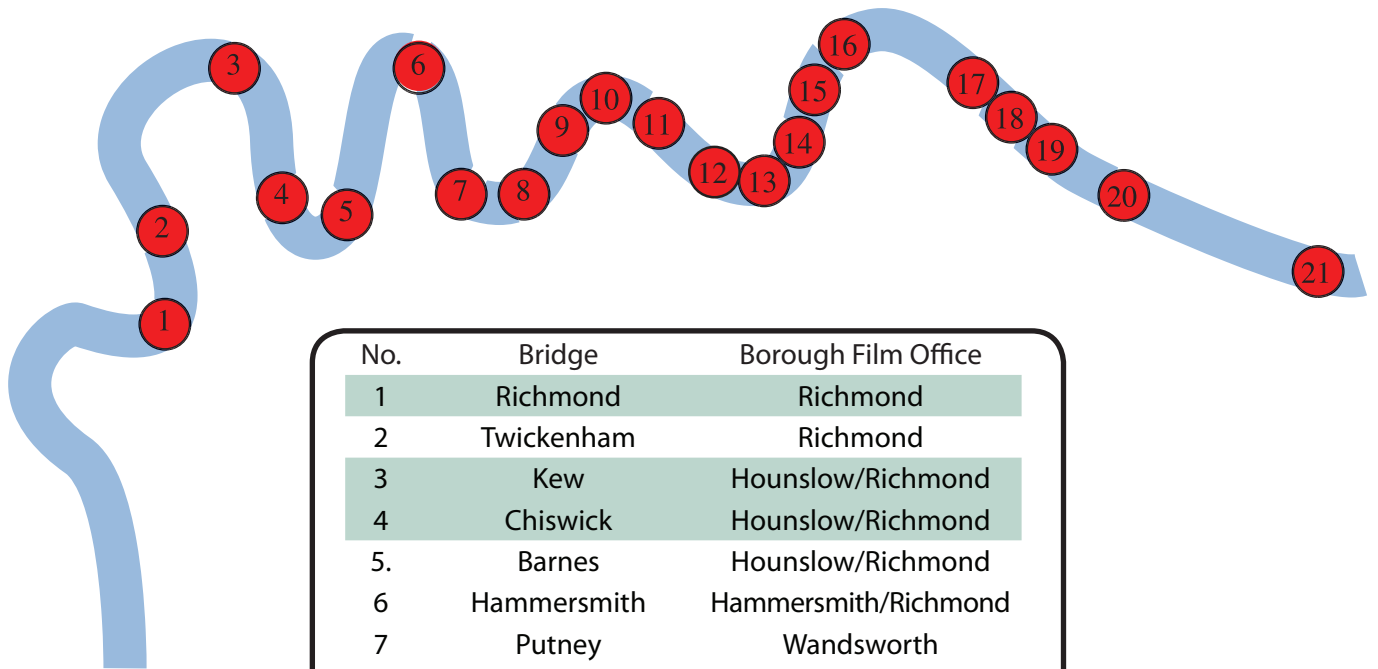 3
16
6
17
15
10
18
9
11
14
19
12
13
4
7
8
20
5
2
21
1
No. Bridge Borough Film Office
1 Richmond Richmond
2 Twickenham Richmond
3 Kew Hounslow/Richmond
4 Chiswick Hounslow/Richmond
5. Barnes Hounslow/Richmond
6 Hammersmith Hammersmith/Richmond
7 Putney Wandsworth